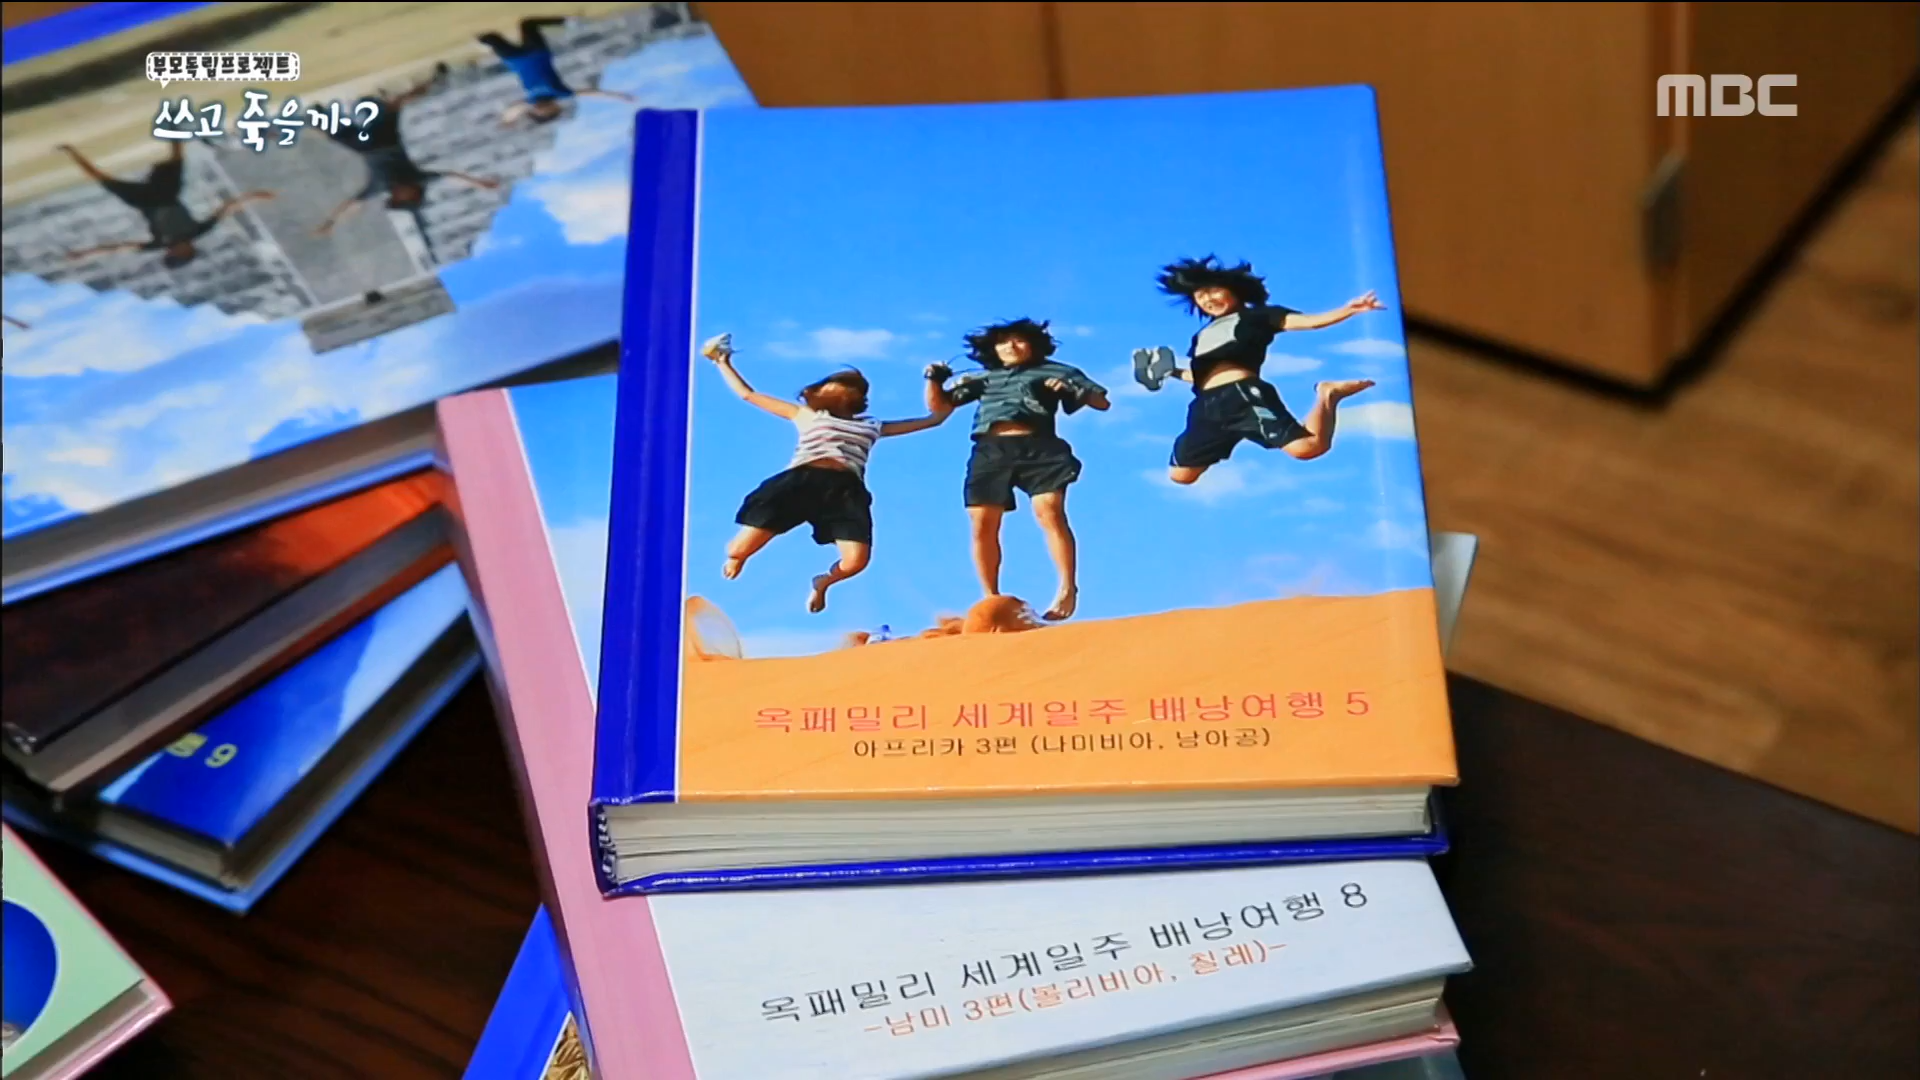 부모독립프로젝트
쓰고 죽을까?
MBC
옥패밀리 세계일주 배낭여행 5
아프리카 3편 (나미비아, 남아공)
행 9
옥패밀리 세계일주 배낭여행 8
-남미 3편(볼리비아, 칠레)-